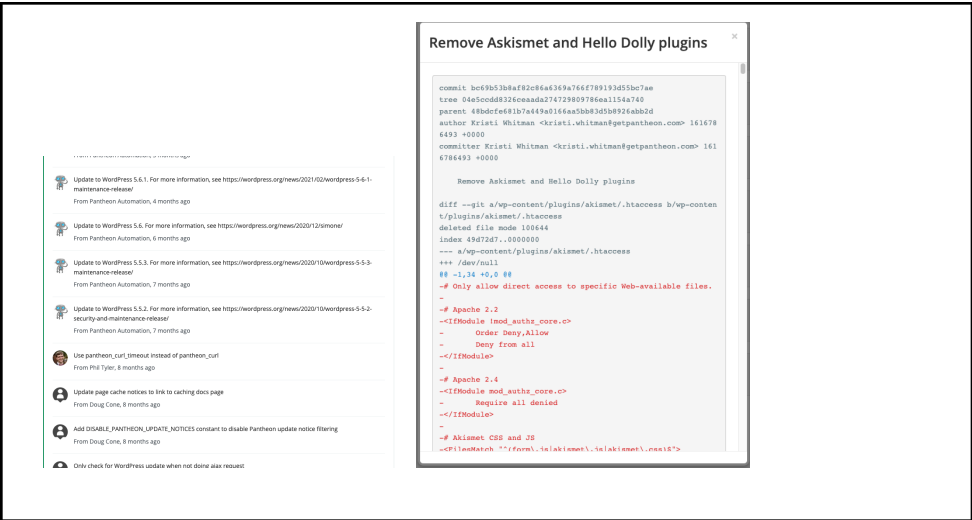 Update to WordPress 5.6.1. For more information, see https://wordpress.org/news/2021/02/wordpress-5-6-1-
maintenance-release/
From Pantheon Automation, 4 months ago
Update to WordPress 5.6. For more information, see https://wordpress.org/news/2020/12/simone/
From Pantheon Automation, 6 months ago
Update to WordPress 5.5.3. For more information, see https://wordpress.org/news/2020/10/wordpress-5-5-3-
maintenance-release/
From Pantheon Automation, 7 months ago
Update to WordPress 5.5.2. For more information, see https://wordpress.org/news/2020/10/wordpress-5-5-2-
security-and-maintenance-release/
From Pantheon Automation, 7 months ago
Use pantheon_curl_timeout instead of pantheon_curl
From Phil Tyler, 8 months ago
Update page cache notices to link to caching docs page
From Doug Cone, 8 months ago
Add DISABLE_PANTHEON_UPDATE_NOTICES constant to disable Pantheon update notice filtering
From Doug Cone, 8 months ago
Only check for WordPress update when not doing ajax request
Remove Askismet and Hello Dolly plugins ×
commit bc69b53b8af82c86a6369a766f789193d55bc7ae
tree 04e5ccdd8326ceaada274729809786ea1154a740
parent 48bdcfe681b7a449a0166aa5bb83d5b8926abb2d
author Kristi Whitman <kristi.whitman@getpantheon.com> 161678
6493 +0000
committer Kristi Whitman <kristi.whitman@getpantheon.com> 161
6786493 +0000
Remove Askismet and Hello Dolly plugins
diff --git a/wp-content/plugins/akismet/.htaccess b/wp-conten
t/plugins/akismet/.htaccess
deleted file mode 100644
index 49d72d7..0000000
--- a/wp-content/plugins/akismet/.htaccess
+++ /dev/null
@@ -1,34 +0,0 @@
-# Only allow direct access to specific Web-available files.
-
-# Apache 2.2
-<IfModule !mod_authz_core.c>
-       Order Deny,Allow
-       Deny from all
-</IfModule>
-
-# Apache 2.4
-<IfModule mod_authz_core.c>
-       Require all denied
-</IfModule>
-
-# Akismet CSS and JS
-<FilesMatch "^(form\.js|akismet\.js|akismet\.css)$">